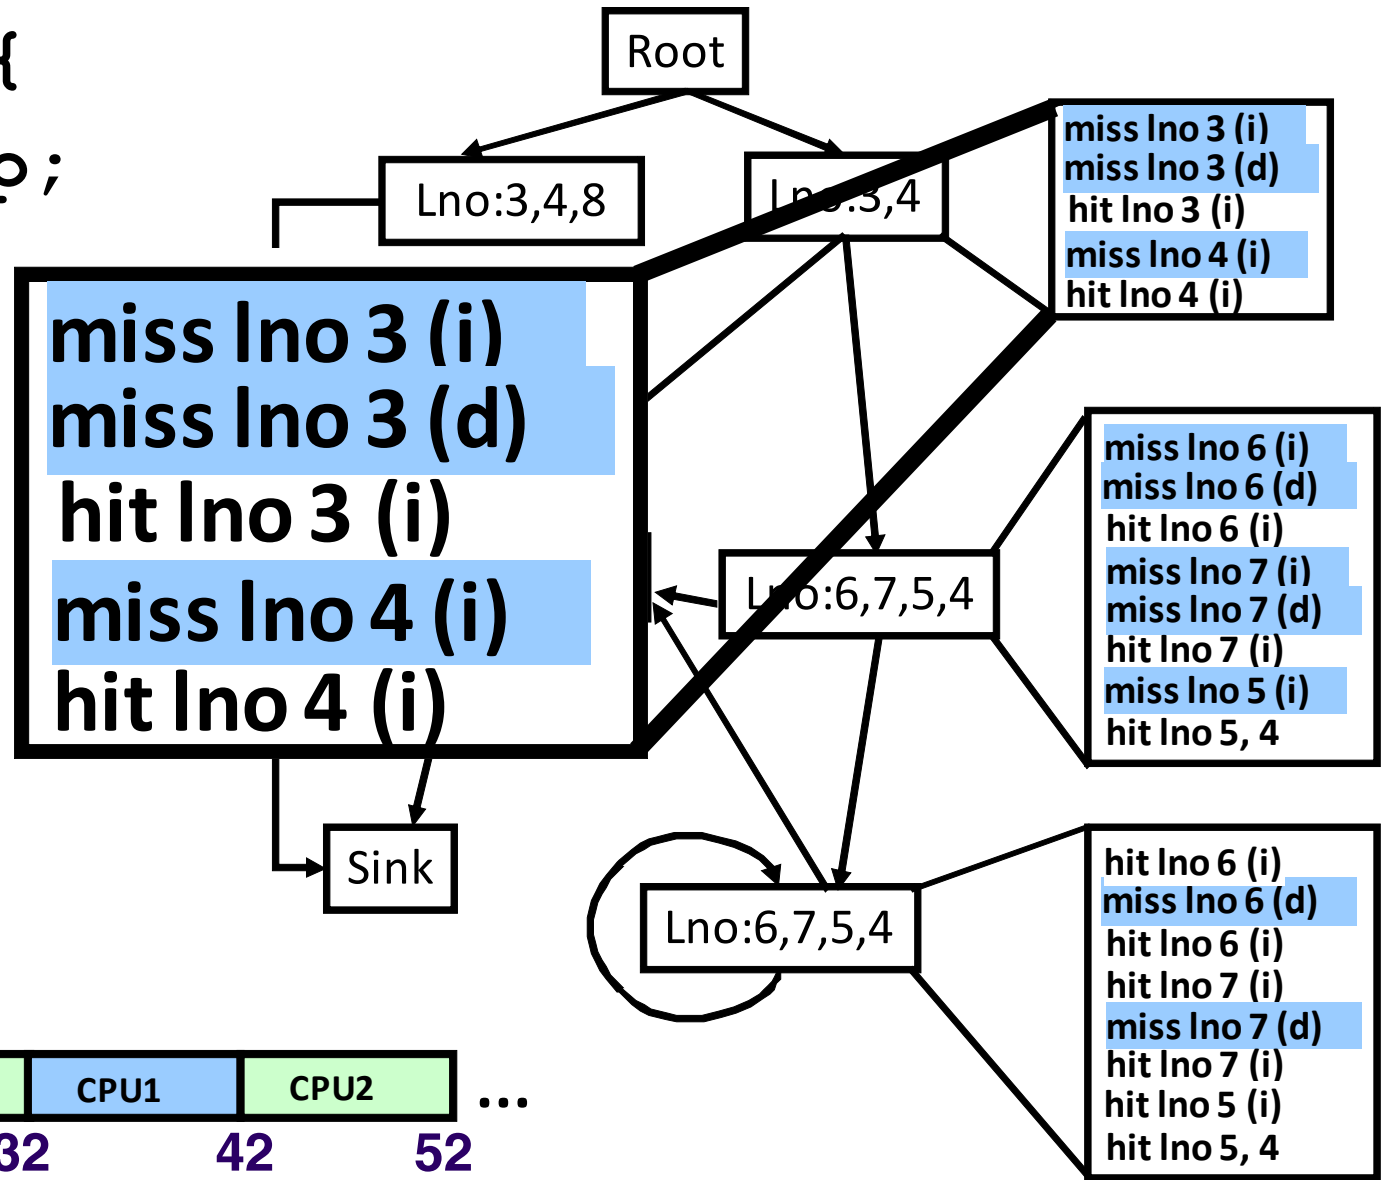 {
Root
;
Lno:3,4,8
Lno:3,4
miss lno 3 (i)
miss lno 3 (d)
hit lno 3 (i)
miss lno 4 (i)
hit lno 4 (i)
miss lno 3 (i)
miss lno 3 (d)
hit lno 3 (i)
miss lno 4 (i)
hit lno 4 (i)
Lno:6,7,5,4
miss lno 6 (i)
miss lno 6 (d)
hit lno 6 (i)
miss lno 7 (i)
miss lno 7 (d)
hit lno 7 (i)
miss lno 5 (i)
hit lno 5, 4
Sink
Lno:6,7,5,4
hit lno 6 (i)
miss lno 6 (d)
hit lno 6 (i)
hit lno 7 (i)
miss lno 7 (d)
hit lno 7 (i)
hit lno 5 (i)
hit lno 5, 4
CPU1 CPU2 ...
32 42 52